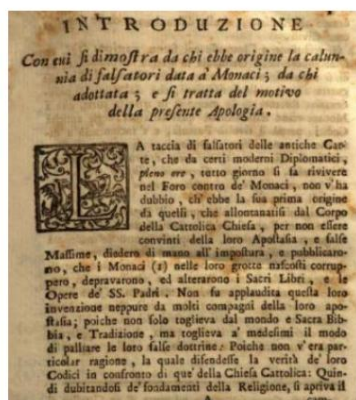 INTRODUZIONE
Con cui si dimostra da chi ebbe origine la calun-
nia di falsatori data a' Monaci; da chi
adottata; e si tratta del motivo
della presente Apologia.
LA taccia di falsatori delle antiche Car-
te, che da certi moderni Diplomatici,
pleno ore, tutto giorno si fa rivivere
nel Foro contro de' Monaci, non v'ha
dubbio, ch'ebbe la sua prima origine
da quelli, che allontanatisi dal Corpo
della Cattolica Chiesa, per non essere
convinti della loro Apostasia, e false
Massime, diedero di mano all'impostura, e pubblicaro-
no, che i Monaci (1) nelle loro grotte nascosti corrup-
pero, depravarono, ed alterarono i Sacri Libri, e le
Opere de' SS. Padri. Non fu applaudita questa loro
invenzione neppure da molti compagni della loro apo-
stasia; poiche non solo toglieva dal mondo e Sacra Bib-
bia, e Tradizione, ma toglieva a' medesimi il modo
di palliare le loro false dottrine: Poiche non v'era par-
ticolar ragione, la quale difendesse la verità de' loro
Codici in confronto di que' della Chiesa Cattolica: Quin-
di dubitandosi de' fondamenti della Religione, si apriva il